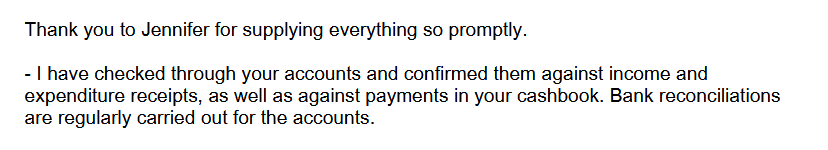 Thank you to Jennifer for supplying everything so promptly.
- I have checked through your accounts and confirmed them against income and
expenditure receipts, as well as against payments in your cashbook. Bank reconciliations
are regularly carried out for the accounts.